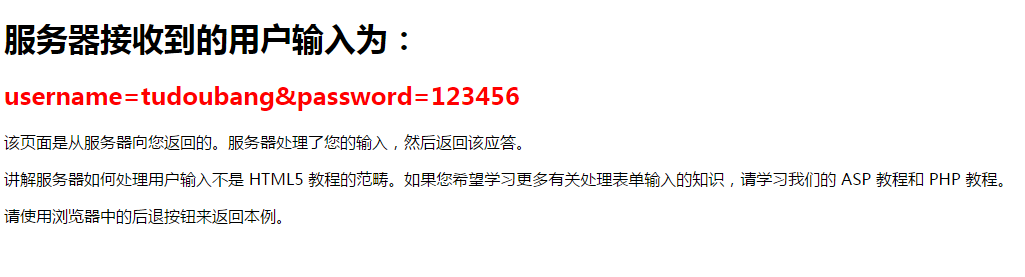 服务器接收到的用户输入为：
username=tudoubang&password=123456
该页面是从服务器向您返回的。服务器处理了您的输入，然后返回该应答。
讲解服务器如何处理用户输入不是 HTML5 教程的范畴。如果您希望学习更多有关处理表单输入的知识，请学习我们的 ASP 教程和 PHP 教程。
请使用浏览器中的后退按钮来返回本例。